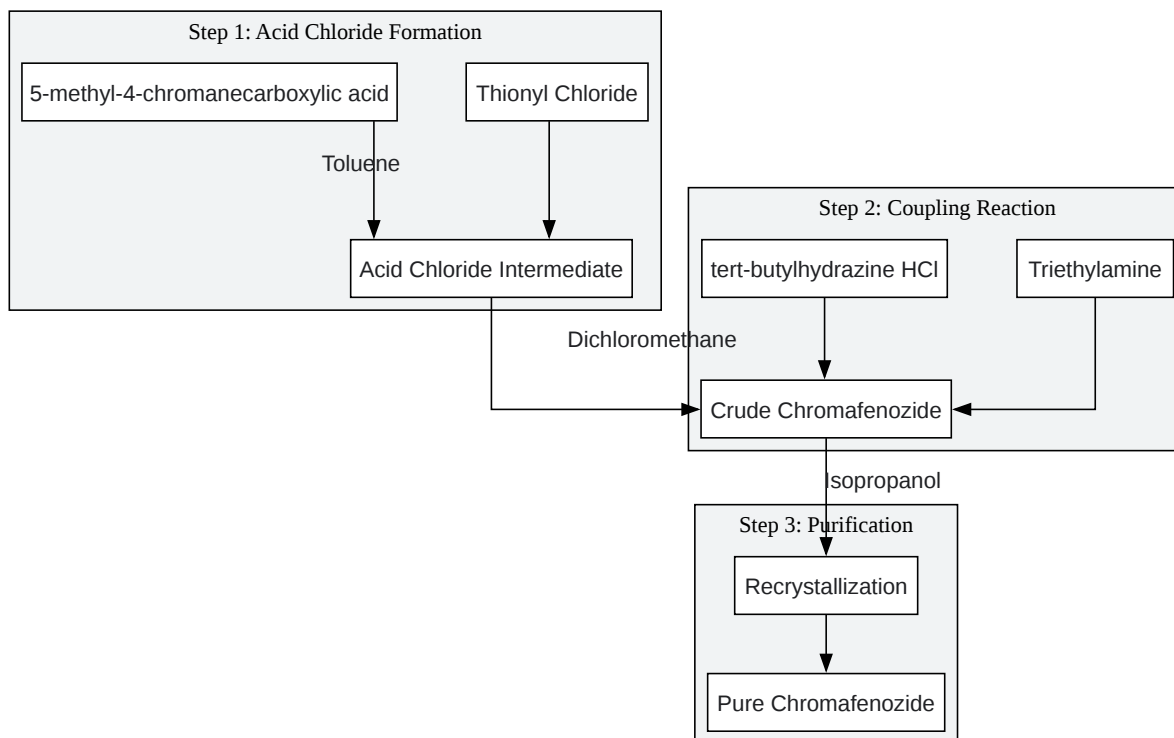 Step 1: Acid Chloride Formation
5-methyl-4-chromanecarboxylic acid
Thionyl Chloride
Toluene
Acid Chloride Intermediate
Step 2: Coupling Reaction
tert-butylhydrazine HCl
Triethylamine
Dichloromethane
Crude Chromafenozide
Isopropanol
Step 3: Purification
Recrystallization
Pure Chromafenozide